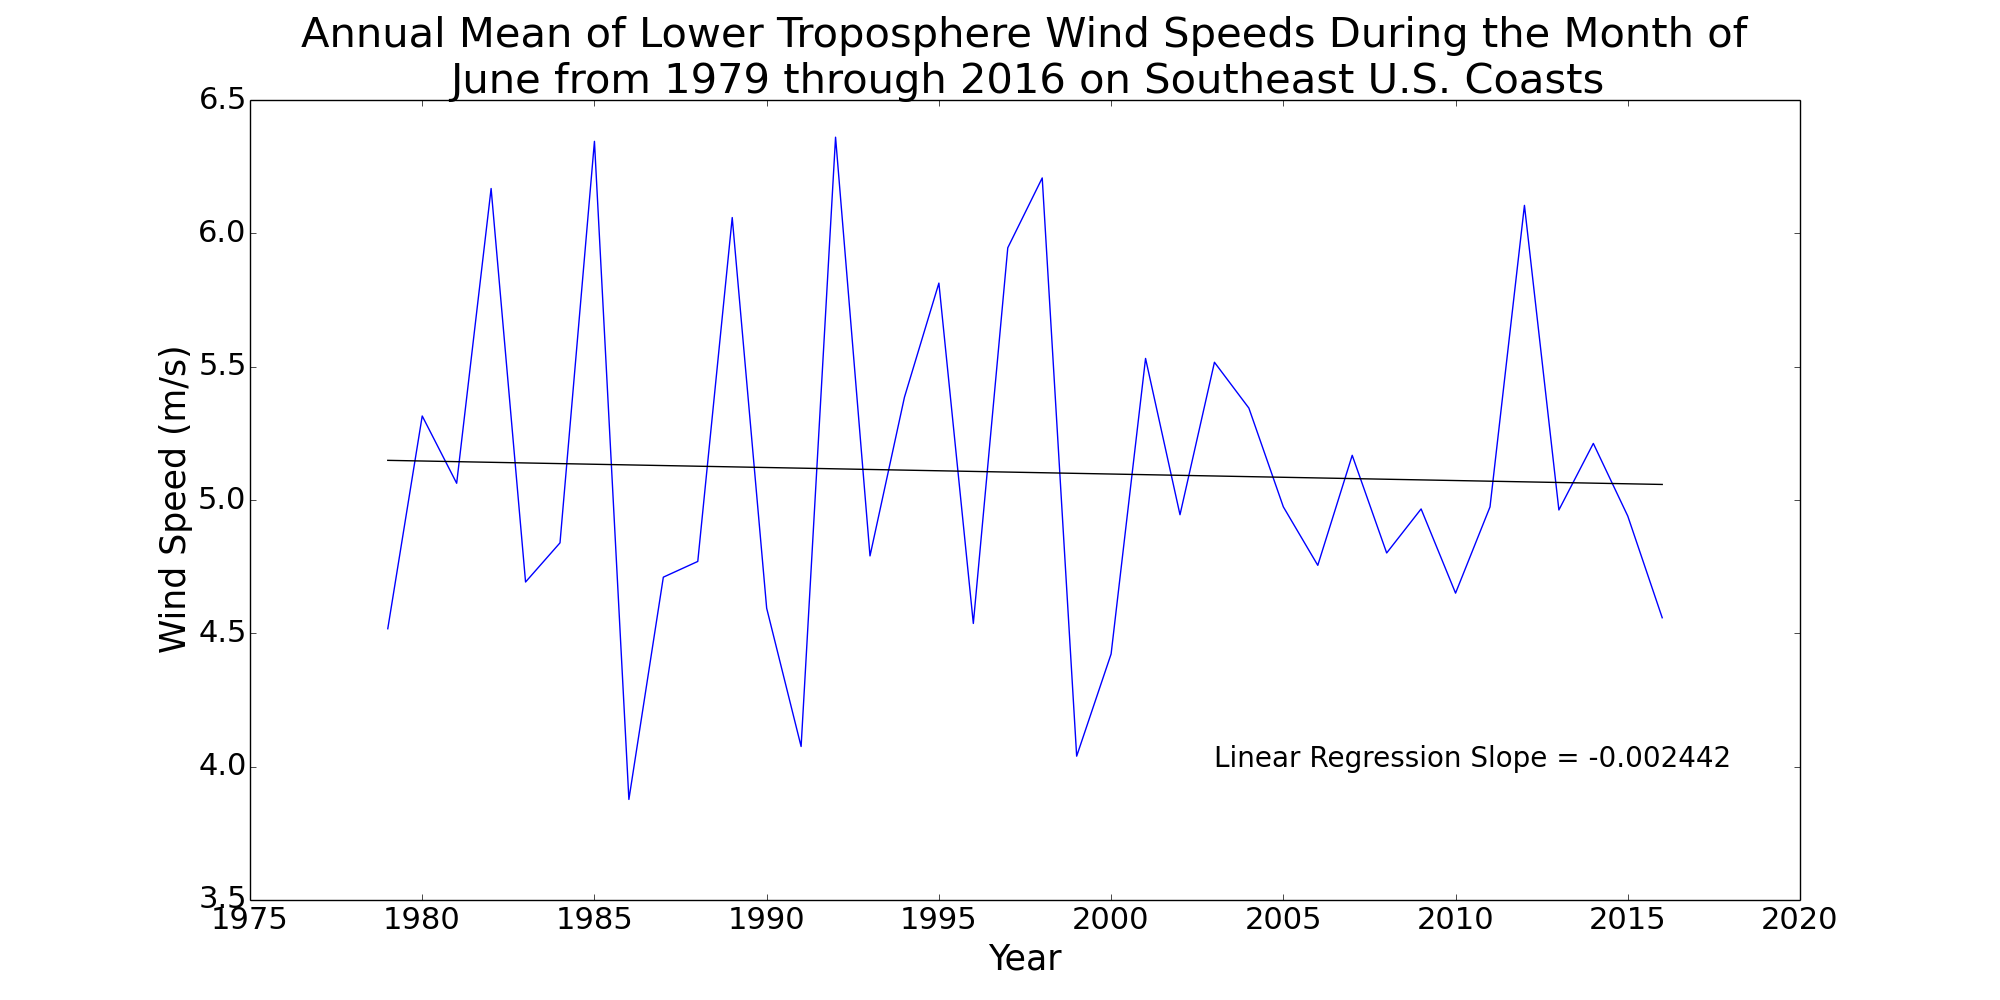 Annual Mean of Lower Troposphere Wind Speeds During the Month of
June from 1979 through 2016 on Southeast U.S. Coasts
6.5
6.0
5.5
5.0
4.5
4.0
3.5
Wind Speed (m/s)
Linear Regression Slope = -0.002442
1975 1980 1985 1990 1995 2000 2005 2010 2015 2020
Year